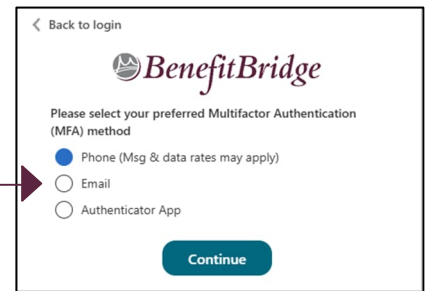 Back to login
BenefitBridge
Please select your preferred Multifactor Authentication
(MFA) method
Phone (Msg & data rates may apply)
Email
Authenticator App
Continue